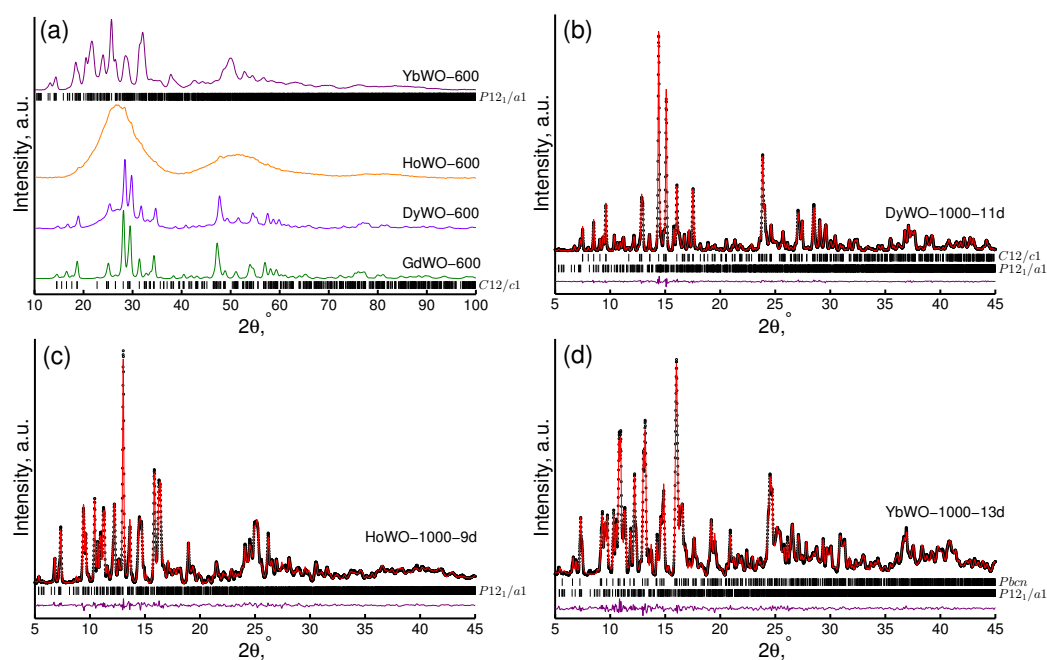 (a)
Intensity, a.u.
YbWO-600
P12₁/a1
HoWO-600
DyWO-600
GdWO-600
C12/c1
10 20 30 40 50 60 70 80 90 100
2θ,°
(b)
Intensity, a.u.
DyWO-1000-11d
C12/c1
P12₁/a1
5 10 15 20 25 30 35 40 45
2θ,°
(c)
Intensity, a.u.
HoWO-1000-9d
P12₁/a1
5 10 15 20 25 30 35 40 45
2θ,°
(d)
Intensity, a.u.
YbWO-1000-13d
Pbcn
P12₁/a1
5 10 15 20 25 30 35 40 45
2θ,°